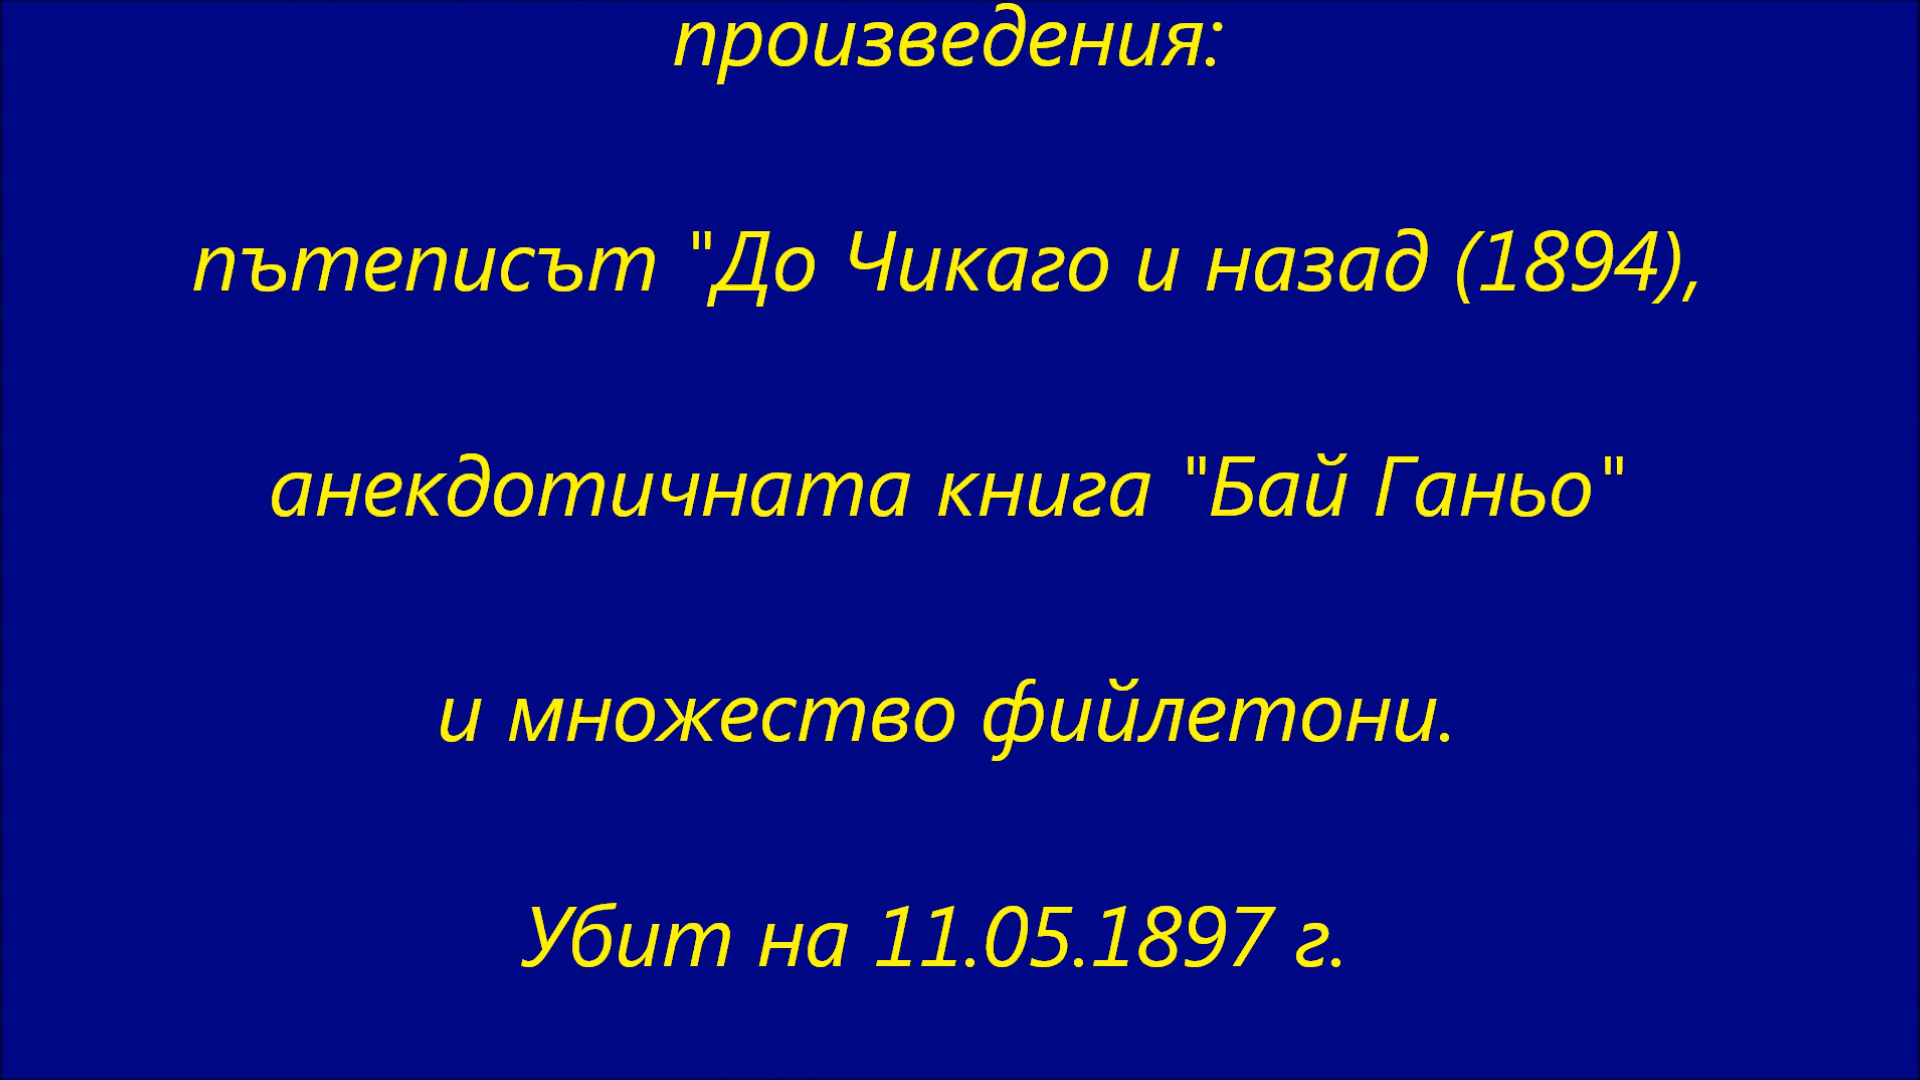 произведения:
пътеписът "До Чикаго и назад (1894),
анекдотичната книга "Бай Ганьо"
и множество фийлетони.
Убит на 11.05.1897 г.